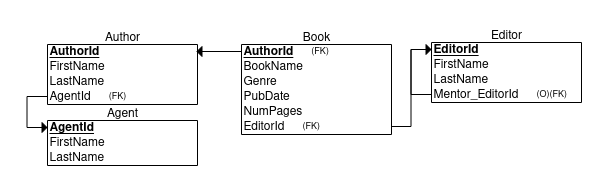 Author
AuthorId
FirstName
LastName
AgentId (FK)
Agent
AgentId
FirstName
LastName
Book
AuthorId (FK)
BookName
Genre
PubDate
NumPages
EditorId (FK)
Editor
EditorId
FirstName
LastName
Mentor_EditorId (O)(FK)